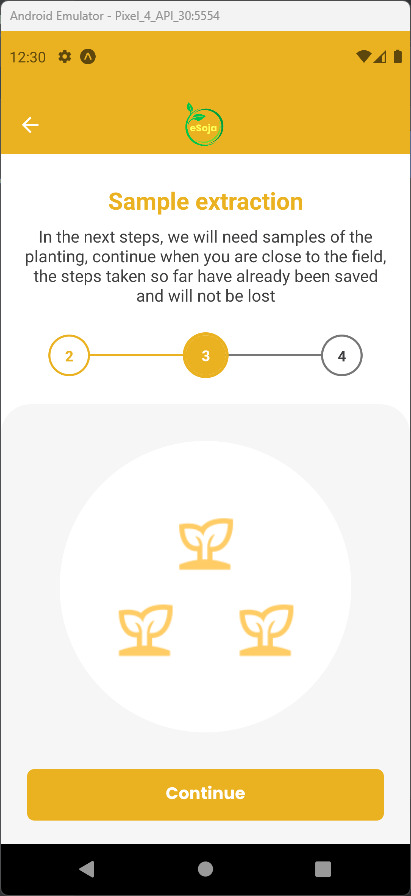 Android Emulator - Pixel_4_API_30:5554
12:30
eSoja
Sample extraction
In the next steps, we will need samples of the
planting, continue when you are close to the field,
the steps taken so far have already been saved
and will not be lost
2 3 4
Continue